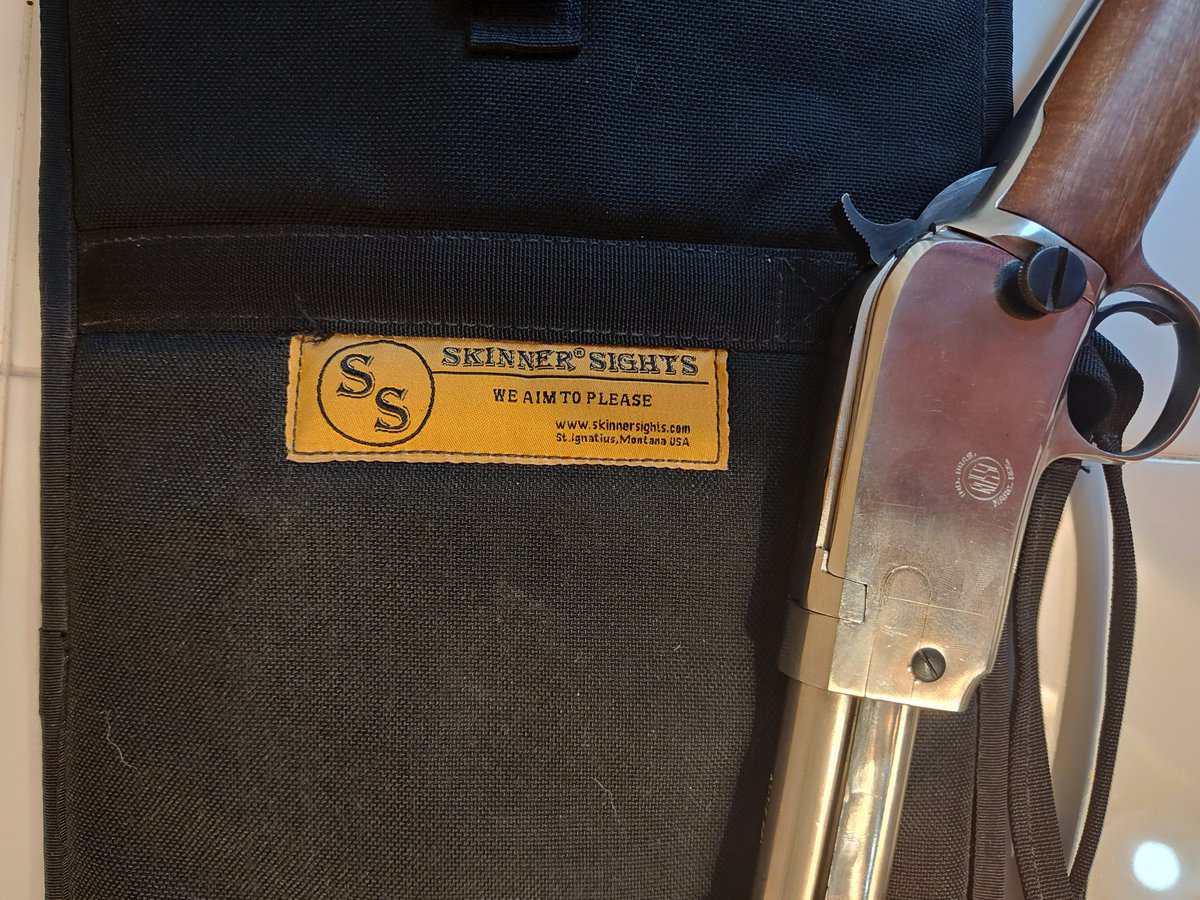 SS
SKINNER® SIGHTS
WE AIM TO PLEASE
www.skinnersights.com
St.Ignatius, Montana USA